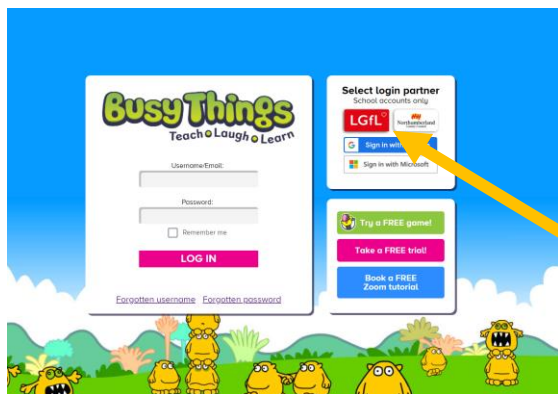 Busy Things
Teach Laugh Learn
Username/Email:
Password:
Remember me
LOG IN
Forgotten username Forgotten password
Select login partner
School accounts only
LGfL
Northumberland
G Sign in with
Sign in with Microsoft
Try a FREE game!
Take a FREE trial!
Book a FREE
Zoom tutorial